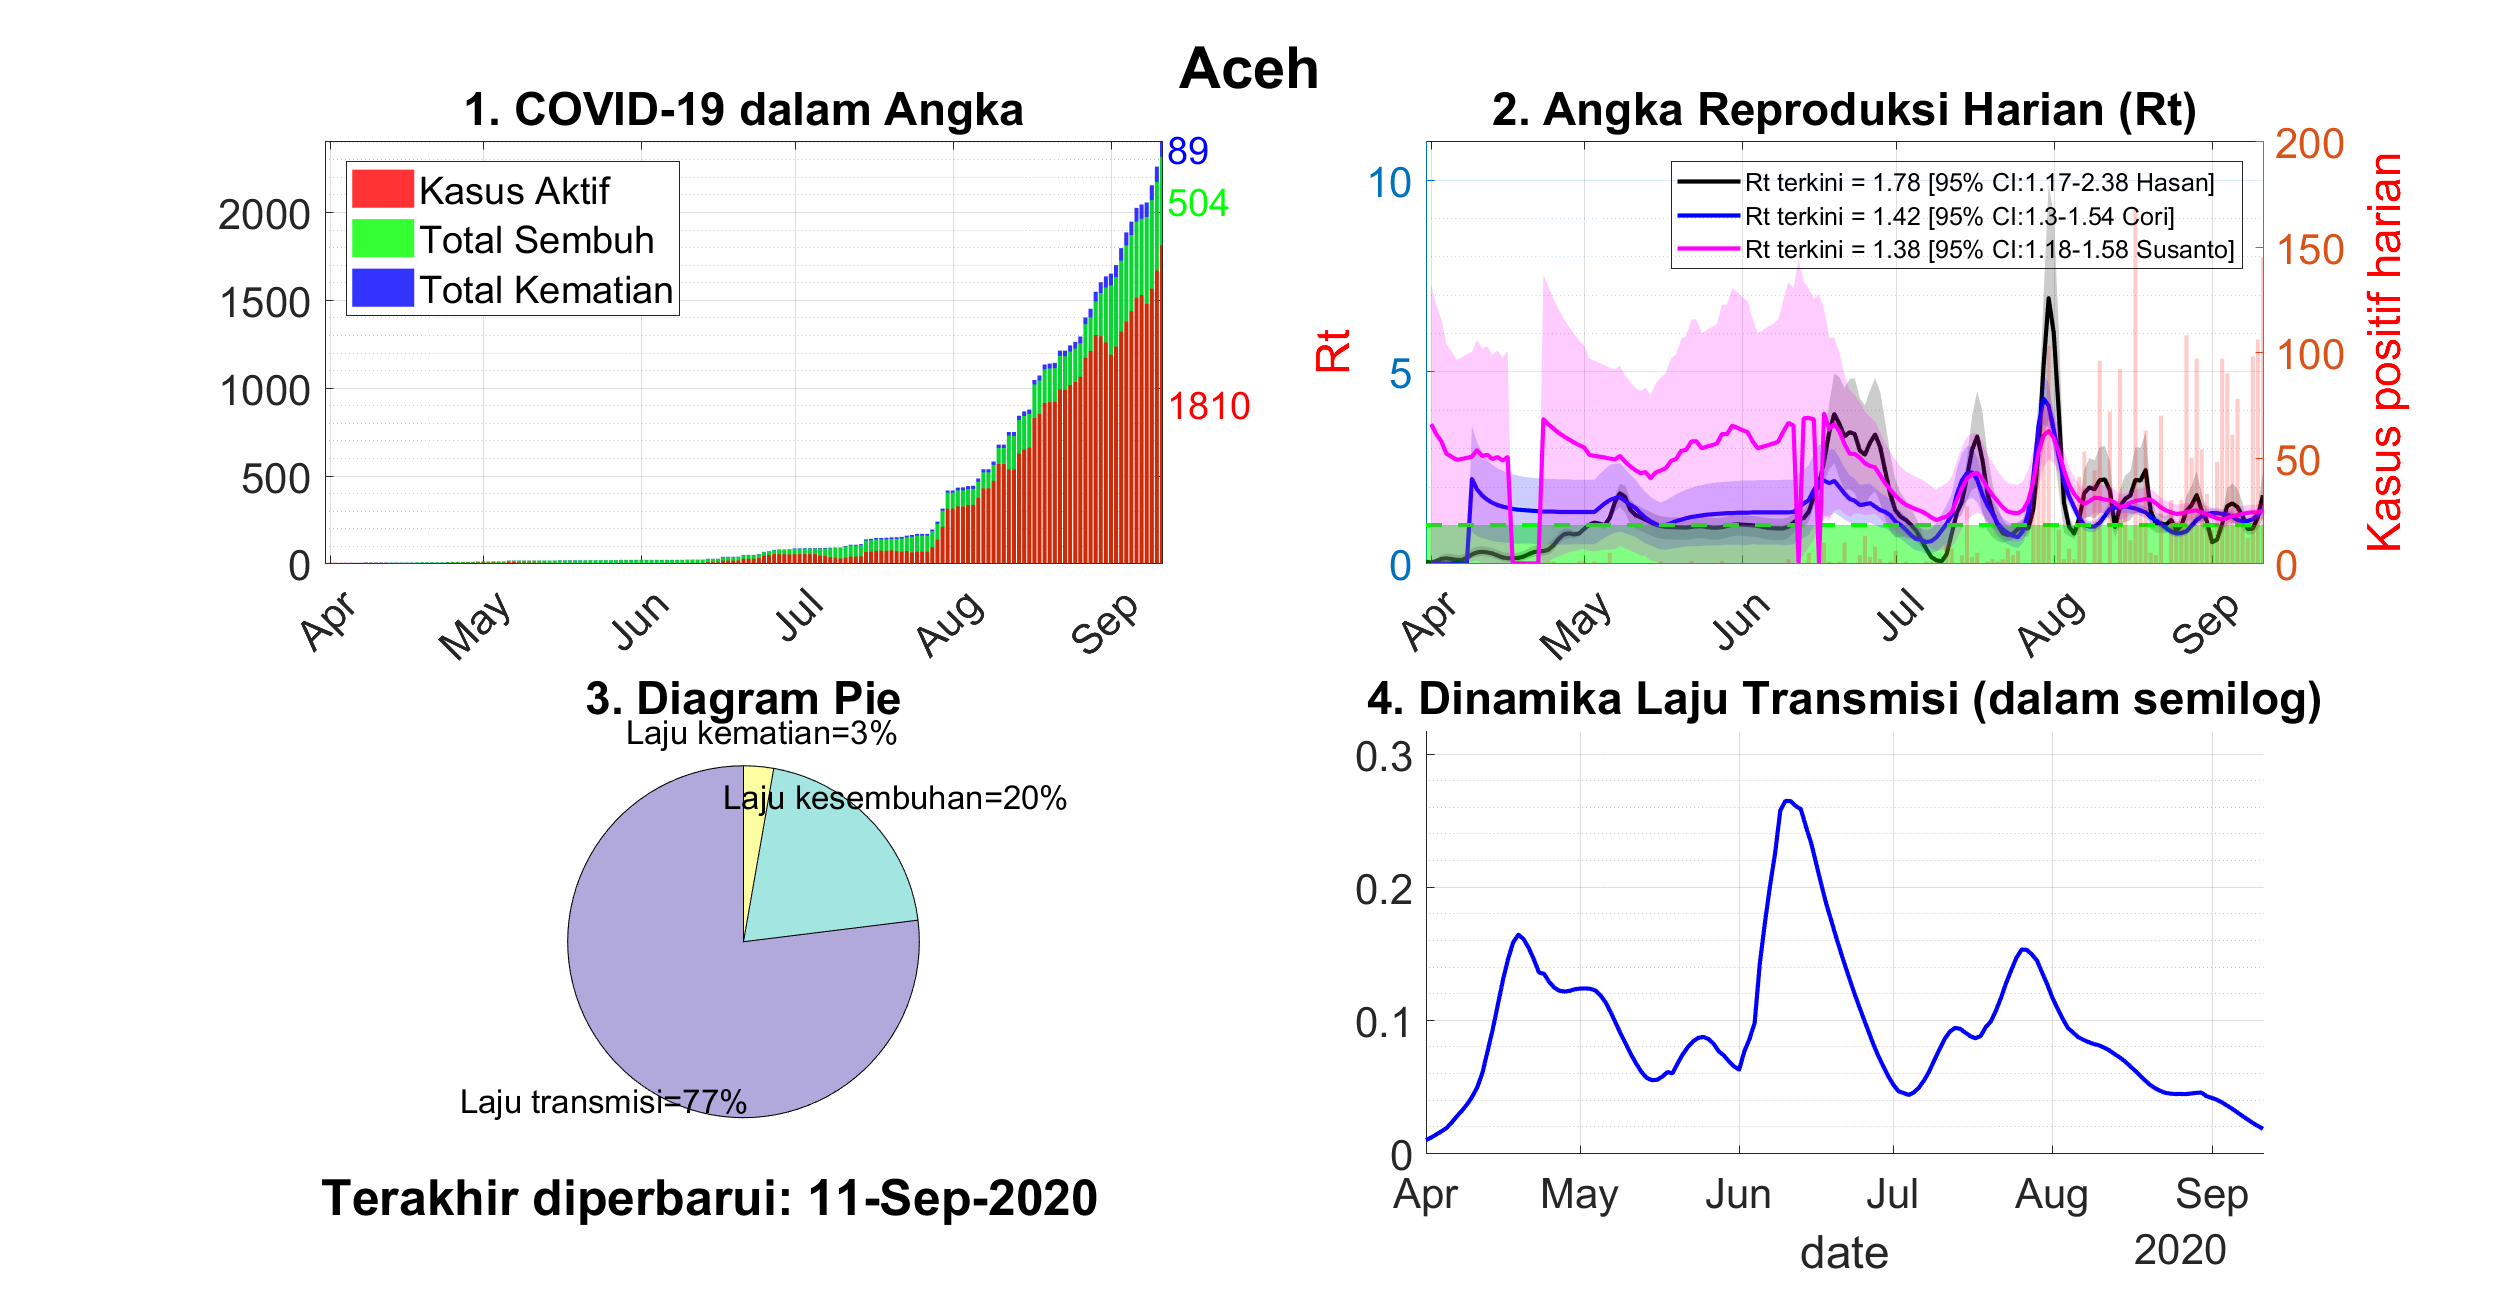 Aceh
1. COVID-19 dalam Angka
89
504
1810
2000
1500
1000
500
0
Kasus Aktif
Total Sembuh
Total Kematian
Apr
May
Jun
Jul
Aug
Sep
2. Angka Reproduksi Harian (Rt)
Rt
10
5
0
Rt terkini = 1.78 [95% CI:1.17-2.38 Hasan]
Rt terkini = 1.42 [95% CI:1.3-1.54 Cori]
Rt terkini = 1.38 [95% CI:1.18-1.58 Susanto]
200
150
100
50
0
Kasus positif harian
Apr
May
Jun
Jul
Aug
Sep
3. Diagram Pie
Laju kematian=3%
Laju kesembuhan=20%
Laju transmisi=77%
4. Dinamika Laju Transmisi (dalam semilog)
0.3
0.2
0.1
0
Apr
May
Jun
Jul
Aug
Sep
date
2020
Terakhir diperbarui: 11-Sep-2020